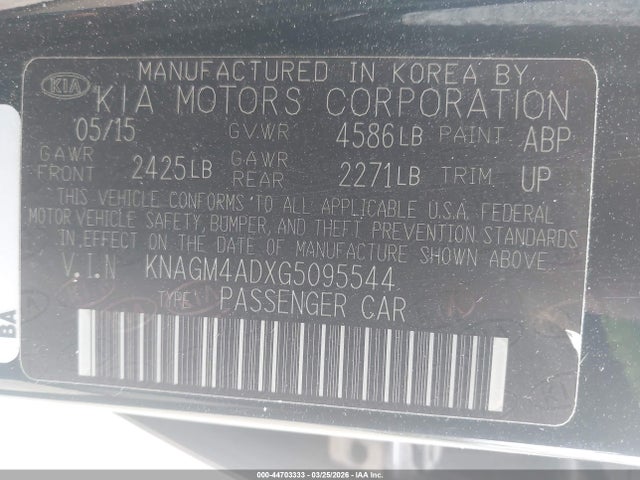 MANUFACTURED IN KOREA BY
KIA KIA MOTORS CORPORATION
05/15 GVWR 4586LB PAINT ABP
GAWR FRONT 2425LB GAWR REAR 2271LB TRIM UP
THIS VEHICLE CONFORMS TO ALL APPLICABLE U.S.A. FEDERAL
MOTOR VEHICLE SAFETY, BUMPER, AND THEFT PREVENTION STANDARDS
IN EFFECT ON THE DATE OF MANUFACTURE SHOWN ABOVE.
V.I.N KNAGM4ADXG5095544
TYPE: PASSENGER CAR
BA
000-44703333 - 03/25/2026 - IAAI.COM